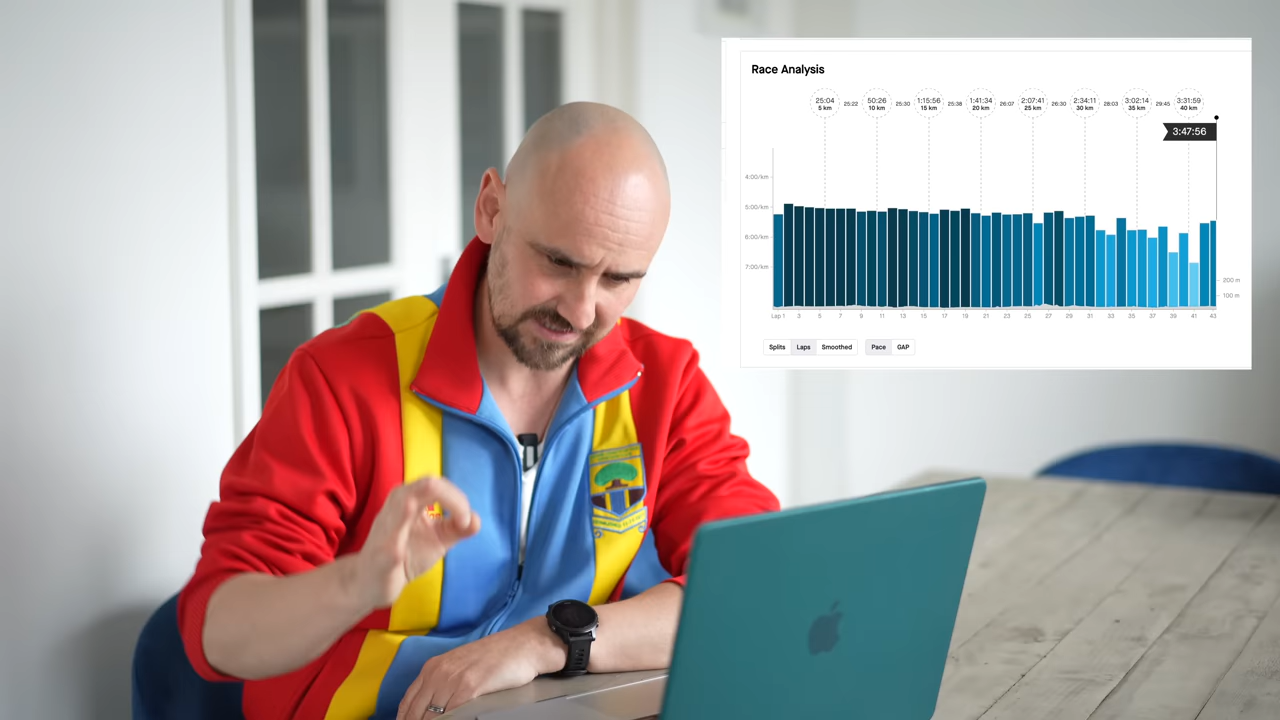 Race Analysis
25:04 25:22 50:26 25:30 1:15:56 25:38 1:41:34 26:07 2:07:41 26:30 2:34:11 28:03 3:02:14 29:45 3:31:59
5 km 10 km 15 km 20 km 25 km 30 km 35 km 40 km
3:47:56
4:00/km
5:00/km
6:00/km
7:00/km
200 m
100 m
Lap 1 3 5 7 9 11 13 15 17 19 21 23 25 27 29 31 33 35 37 39 41 43
Splits Laps Smoothed Pace GAP